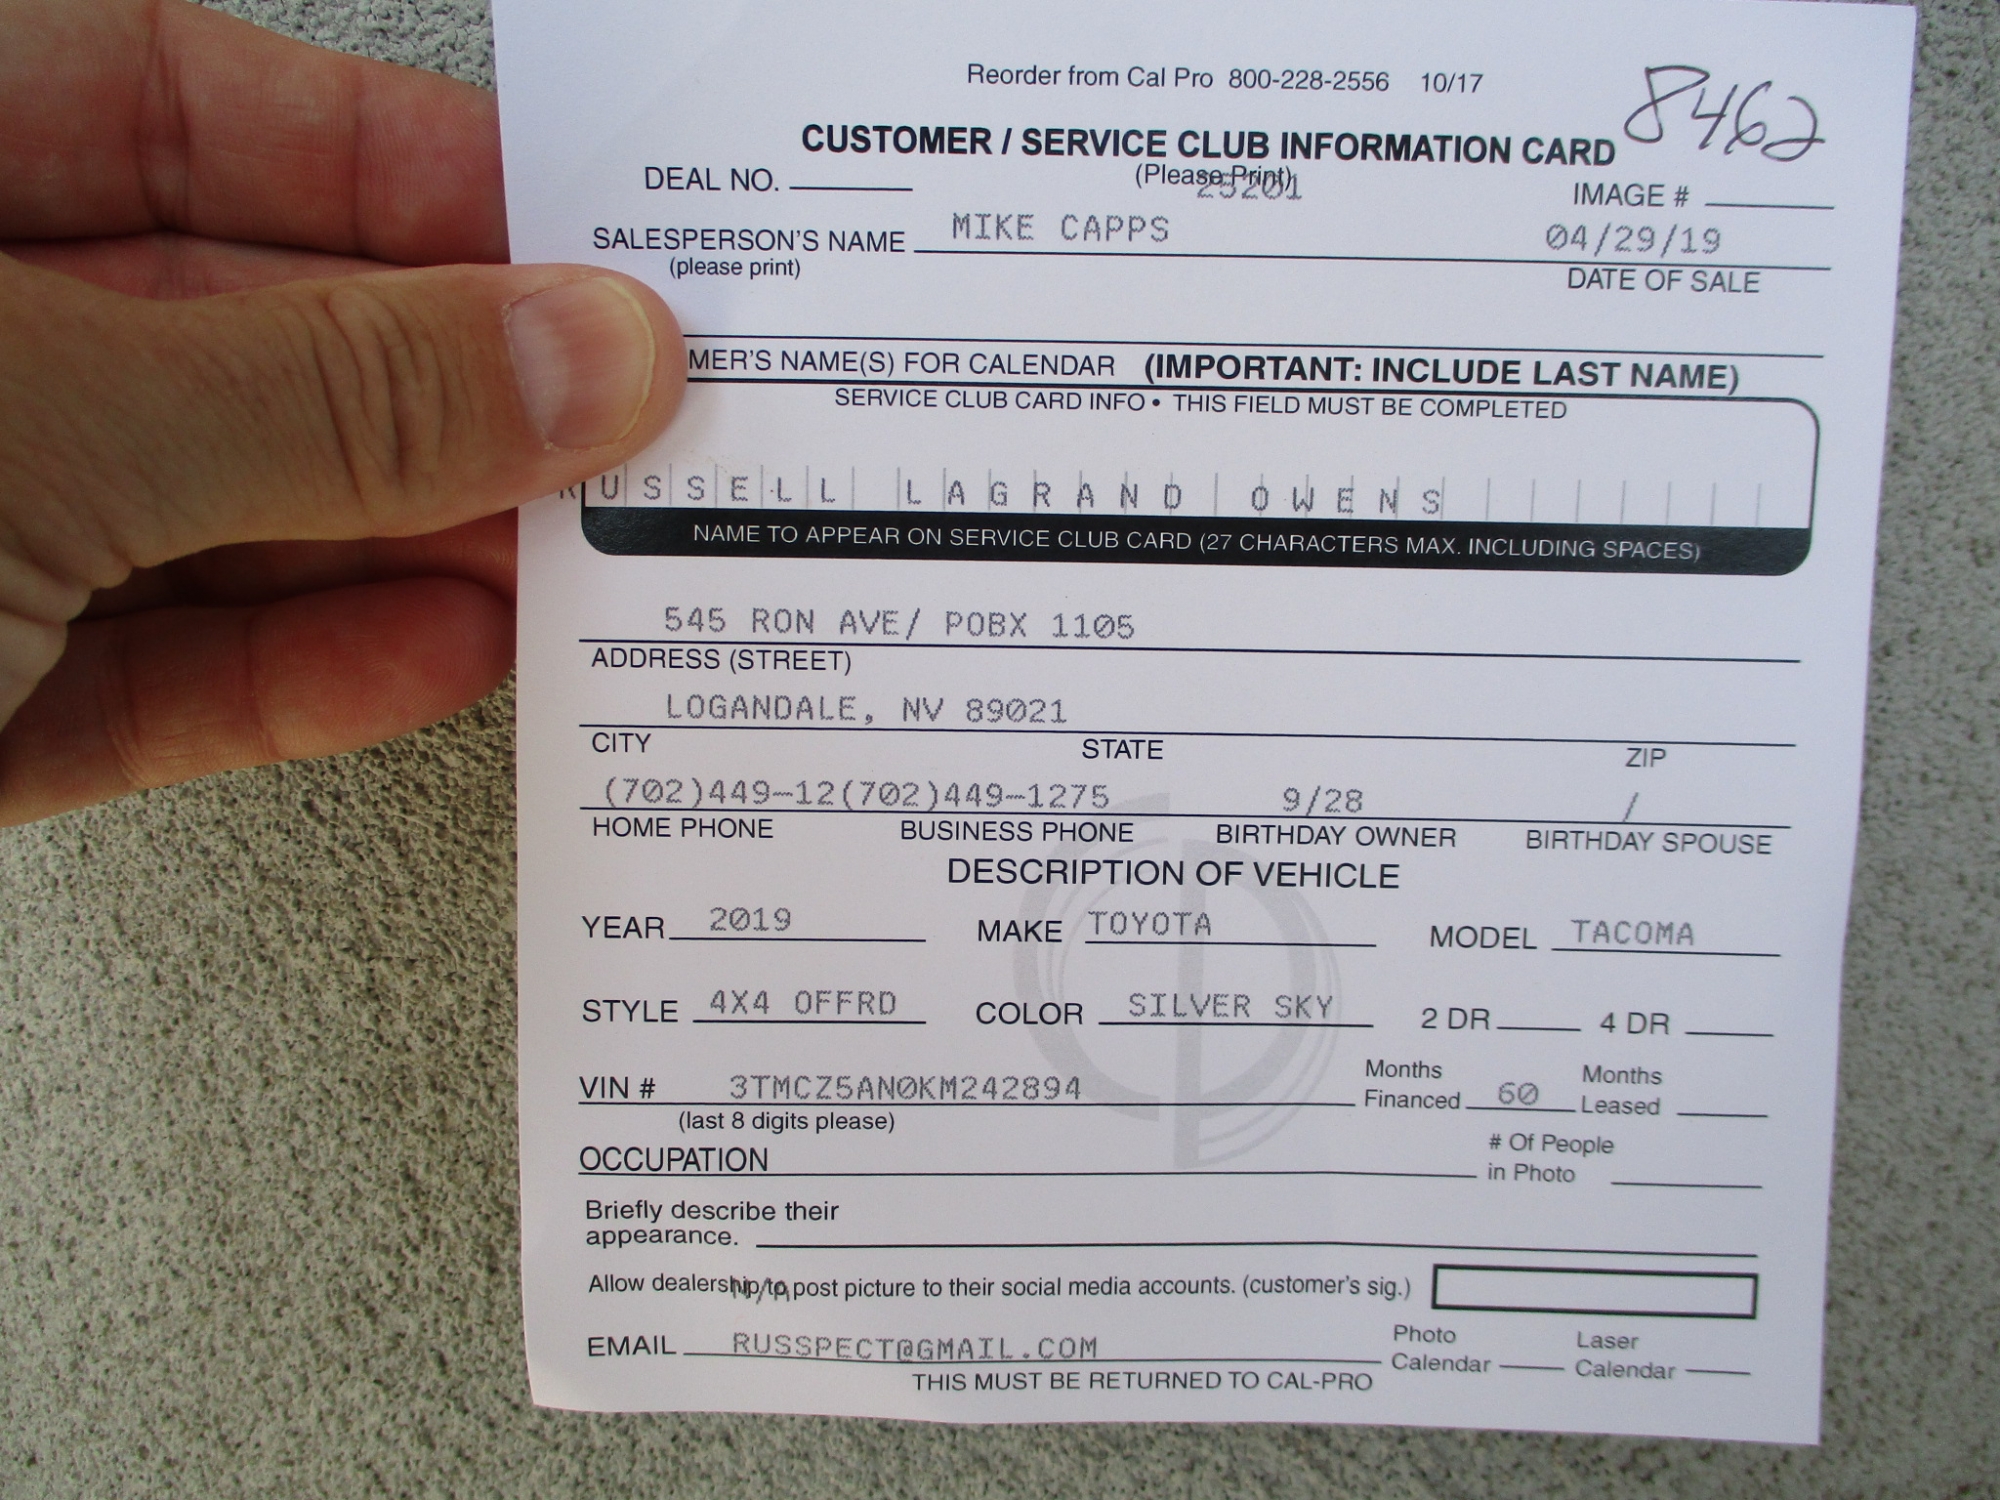 Reorder from Cal Pro 800-228-2556 10/17
8462
CUSTOMER / SERVICE CLUB INFORMATION CARD
(Please Print)
DEAL NO. 25201 IMAGE #
SALESPERSON'S NAME MIKE CAPPS 04/29/19
(please print) DATE OF SALE
MER'S NAME(S) FOR CALENDAR (IMPORTANT: INCLUDE LAST NAME)
SERVICE CLUB CARD INFO • THIS FIELD MUST BE COMPLETED
RUSSELL LAGRAND OWENS
NAME TO APPEAR ON SERVICE CLUB CARD (27 CHARACTERS MAX. INCLUDING SPACES)
545 RON AVE/ POBX 1105
ADDRESS (STREET)
LOGANDALE, NV 89021
CITY STATE ZIP
(702)449-12(702)449-1275 9/28 /
HOME PHONE BUSINESS PHONE BIRTHDAY OWNER BIRTHDAY SPOUSE
DESCRIPTION OF VEHICLE
YEAR 2019 MAKE TOYOTA MODEL TACOMA
STYLE 4X4 OFFRD COLOR SILVER SKY 2 DR 4 DR
VIN # 3TMCZ5AN0KM242894 Months Financed 60 Months Leased
(last 8 digits please)
OCCUPATION # Of People in Photo
Briefly describe their
appearance.
N/A
Allow dealership to post picture to their social media accounts. (customer's sig.)
EMAIL RUSSPECT@GMAIL.COM Photo Calendar Laser Calendar
THIS MUST BE RETURNED TO CAL-PRO